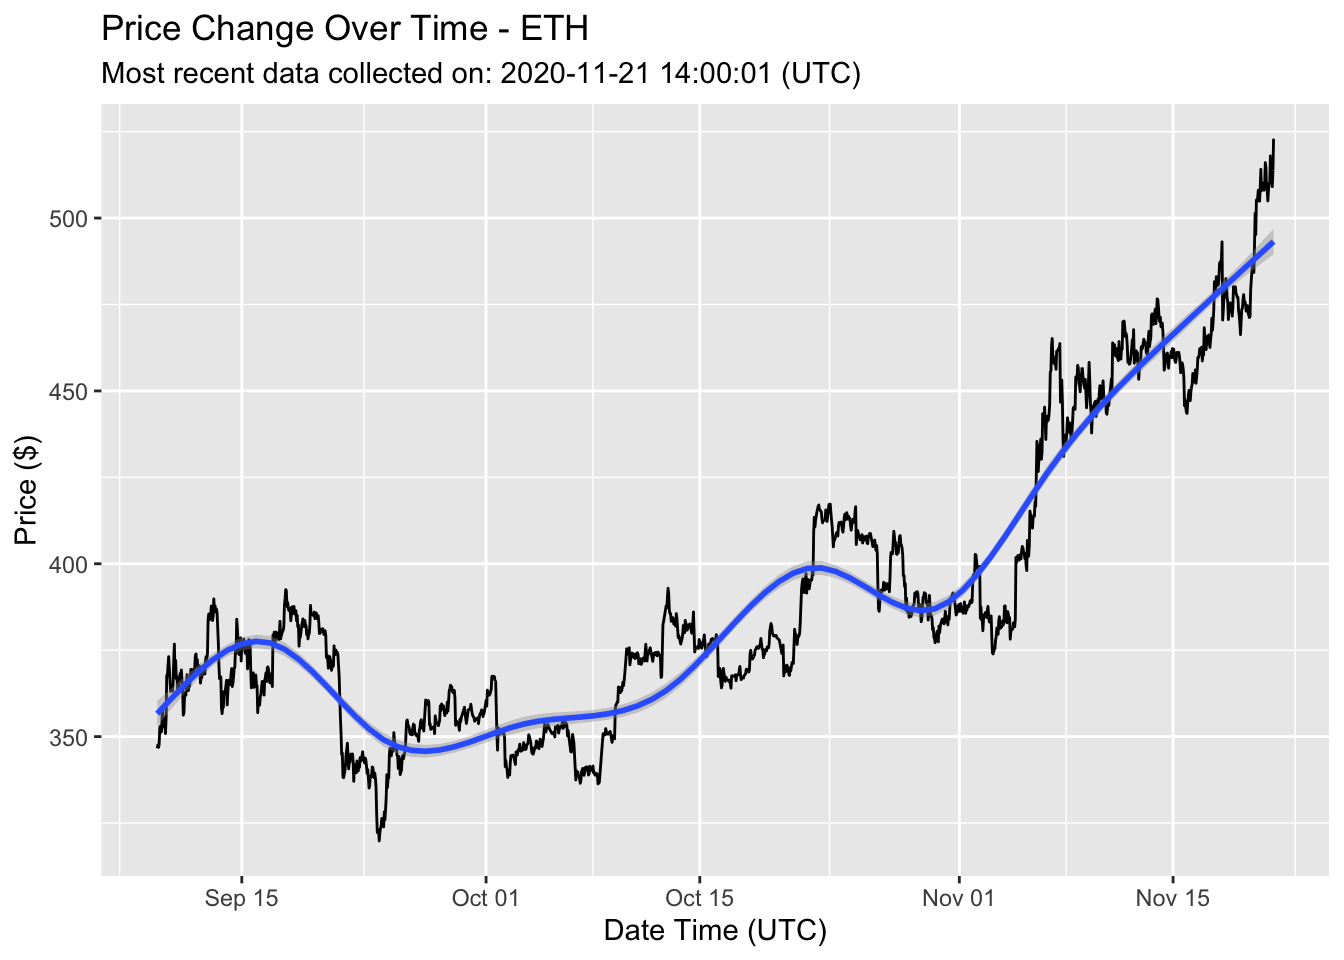 Price Change Over Time - ETH
Most recent data collected on: 2020-11-21 14:00:01 (UTC)
Price ($)
500
450
400
350
Sep 15
Oct 01
Oct 15
Nov 01
Nov 15
Date Time (UTC)